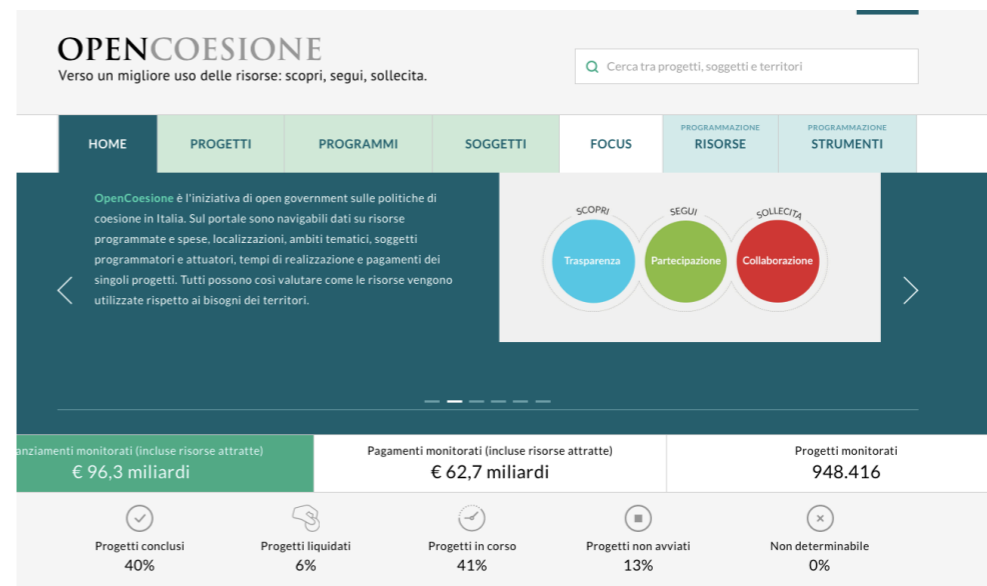 OPENCOESIONE
Verso un migliore uso delle risorse: scopri, segui, sollecita.
Cerca tra progetti, soggetti e territori
HOME
PROGETTI
PROGRAMMI
SOGGETTI
FOCUS
PROGRAMMAZIONE
RISORSE
PROGRAMMAZIONE
STRUMENTI
OpenCoesione è l'iniziativa di open government sulle politiche di
coesione in Italia. Sul portale sono navigabili dati su risorse
programmate e spese, localizzazioni, ambiti tematici, soggetti
programmatori e attuatori, tempi di realizzazione e pagamenti dei
singoli progetti. Tutti possono così valutare come le risorse vengono
utilizzate rispetto ai bisogni dei territori.
SCOPRI
SEGUI
SOLLECITA
Trasparenza
Partecipazione
Collaborazione
anziamenti monitorati (incluse risorse attratte)
€ 96,3 miliardi
Pagamenti monitorati (incluse risorse attratte)
€ 62,7 miliardi
Progetti monitorati
948.416
Progetti conclusi
40%
Progetti liquidati
6%
Progetti in corso
41%
Progetti non avviati
13%
Non determinabile
0%